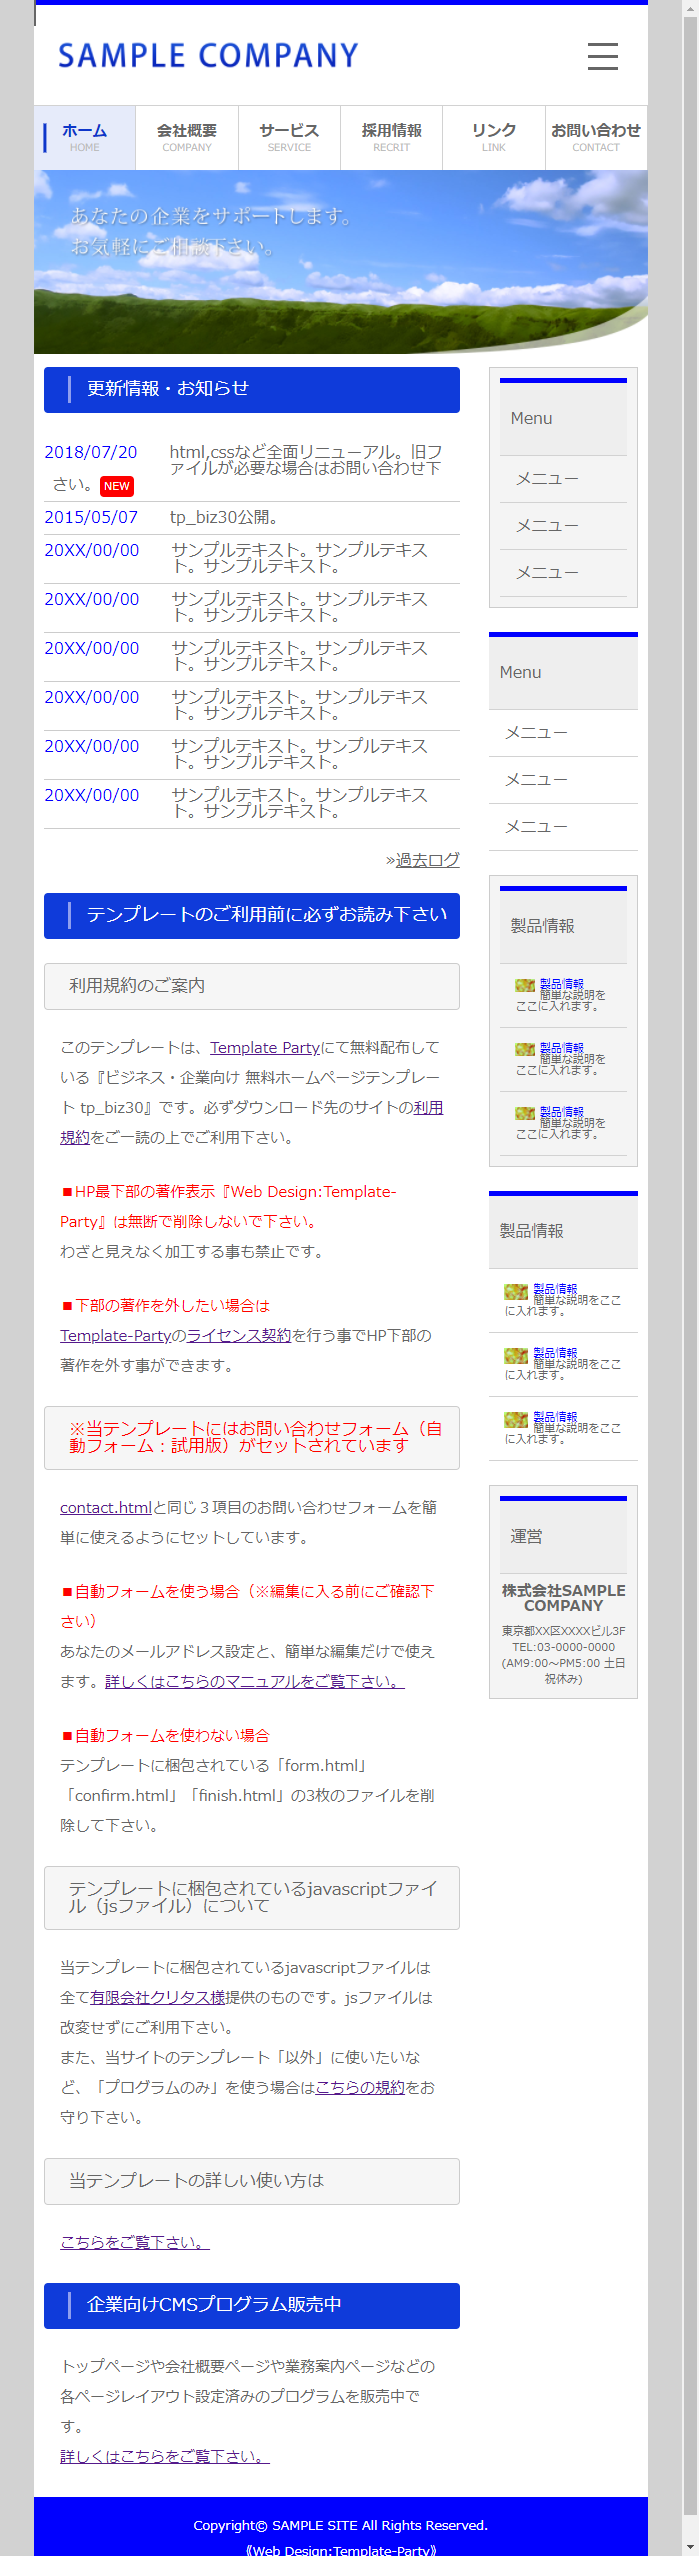 SAMPLE COMPANY
ホーム 会社概要 サービス 採用情報 リンク お問い合わせ
HOME COMPANY SERVICE RECRIT LINK CONTACT
あなたの企業をサポートします。
お気軽にご相談下さい。
更新情報・お知らせ
2018/07/20 html,cssなど全面リニューアル。旧フ
ァイルが必要な場合はお問い合わせ下
さい。NEW
2015/05/07 tp_biz30公開。
20XX/00/00 サンプルテキスト。サンプルテキス
ト。サンプルテキスト。
20XX/00/00 サンプルテキスト。サンプルテキス
ト。サンプルテキスト。
20XX/00/00 サンプルテキスト。サンプルテキス
ト。サンプルテキスト。
20XX/00/00 サンプルテキスト。サンプルテキス
ト。サンプルテキスト。
20XX/00/00 サンプルテキスト。サンプルテキス
ト。サンプルテキスト。
20XX/00/00 サンプルテキスト。サンプルテキス
ト。サンプルテキスト。
»過去ログ
テンプレートのご利用前に必ずお読み下さい
利用規約のご案内
このテンプレートは、Template Partyにて無料配布して
いる『ビジネス・企業向け 無料ホームページテンプレー
ト tp_biz30』です。必ずダウンロード先のサイトの利用
規約をご一読の上でご利用下さい。
■HP最下部の著作表示『Web Design:Template-
Party』は無断で削除しないで下さい。
わざと見えなく加工する事も禁止です。
■下部の著作を外したい場合は
Template-Partyのライセンス契約を行う事でHP下部の
著作を外す事ができます。
※当テンプレートにはお問い合わせフォーム（自
動フォーム：試用版）がセットされています
contact.htmlと同じ３項目のお問い合わせフォームを簡
単に使えるようにセットしています。
■自動フォームを使う場合（※編集に入る前にご確認下
さい）
あなたのメールアドレス設定と、簡単な編集だけで使え
ます。詳しくはこちらのマニュアルをご覧下さい。
■自動フォームを使わない場合
テンプレートに梱包されている「form.html」
「confirm.html」「finish.html」の3枚のファイルを削
除して下さい。
テンプレートに梱包されているjavascriptファイ
ル（jsファイル）について
当テンプレートに梱包されているjavascriptファイルは
全て有限会社クリタス様提供のものです。jsファイルは
改変せずにご利用下さい。
また、当サイトのテンプレート「以外」に使いたいな
ど、「プログラムのみ」を使う場合はこちらの規約をお
守り下さい。
当テンプレートの詳しい使い方は
こちらをご覧下さい。
企業向けCMSプログラム販売中
トップページや会社概要ページや業務案内ページなどの
各ページレイアウト設定済みのプログラムを販売中で
す。
詳しくはこちらをご覧下さい。
Menu
メニュー
メニュー
メニュー
Menu
メニュー
メニュー
メニュー
製品情報
製品情報
簡単な説明を
ここに入れます。
製品情報
簡単な説明を
ここに入れます。
製品情報
簡単な説明を
ここに入れます。
製品情報
製品情報
簡単な説明をここ
に入れます。
製品情報
簡単な説明をここ
に入れます。
製品情報
簡単な説明をここ
に入れます。
運営
株式会社SAMPLE
COMPANY
東京都XX区XXXXビル3F
TEL:03-0000-0000
(AM9:00～PM5:00 土日
祝休み)
Copyright© SAMPLE SITE All Rights Reserved.
《Web Design:Template-Party》